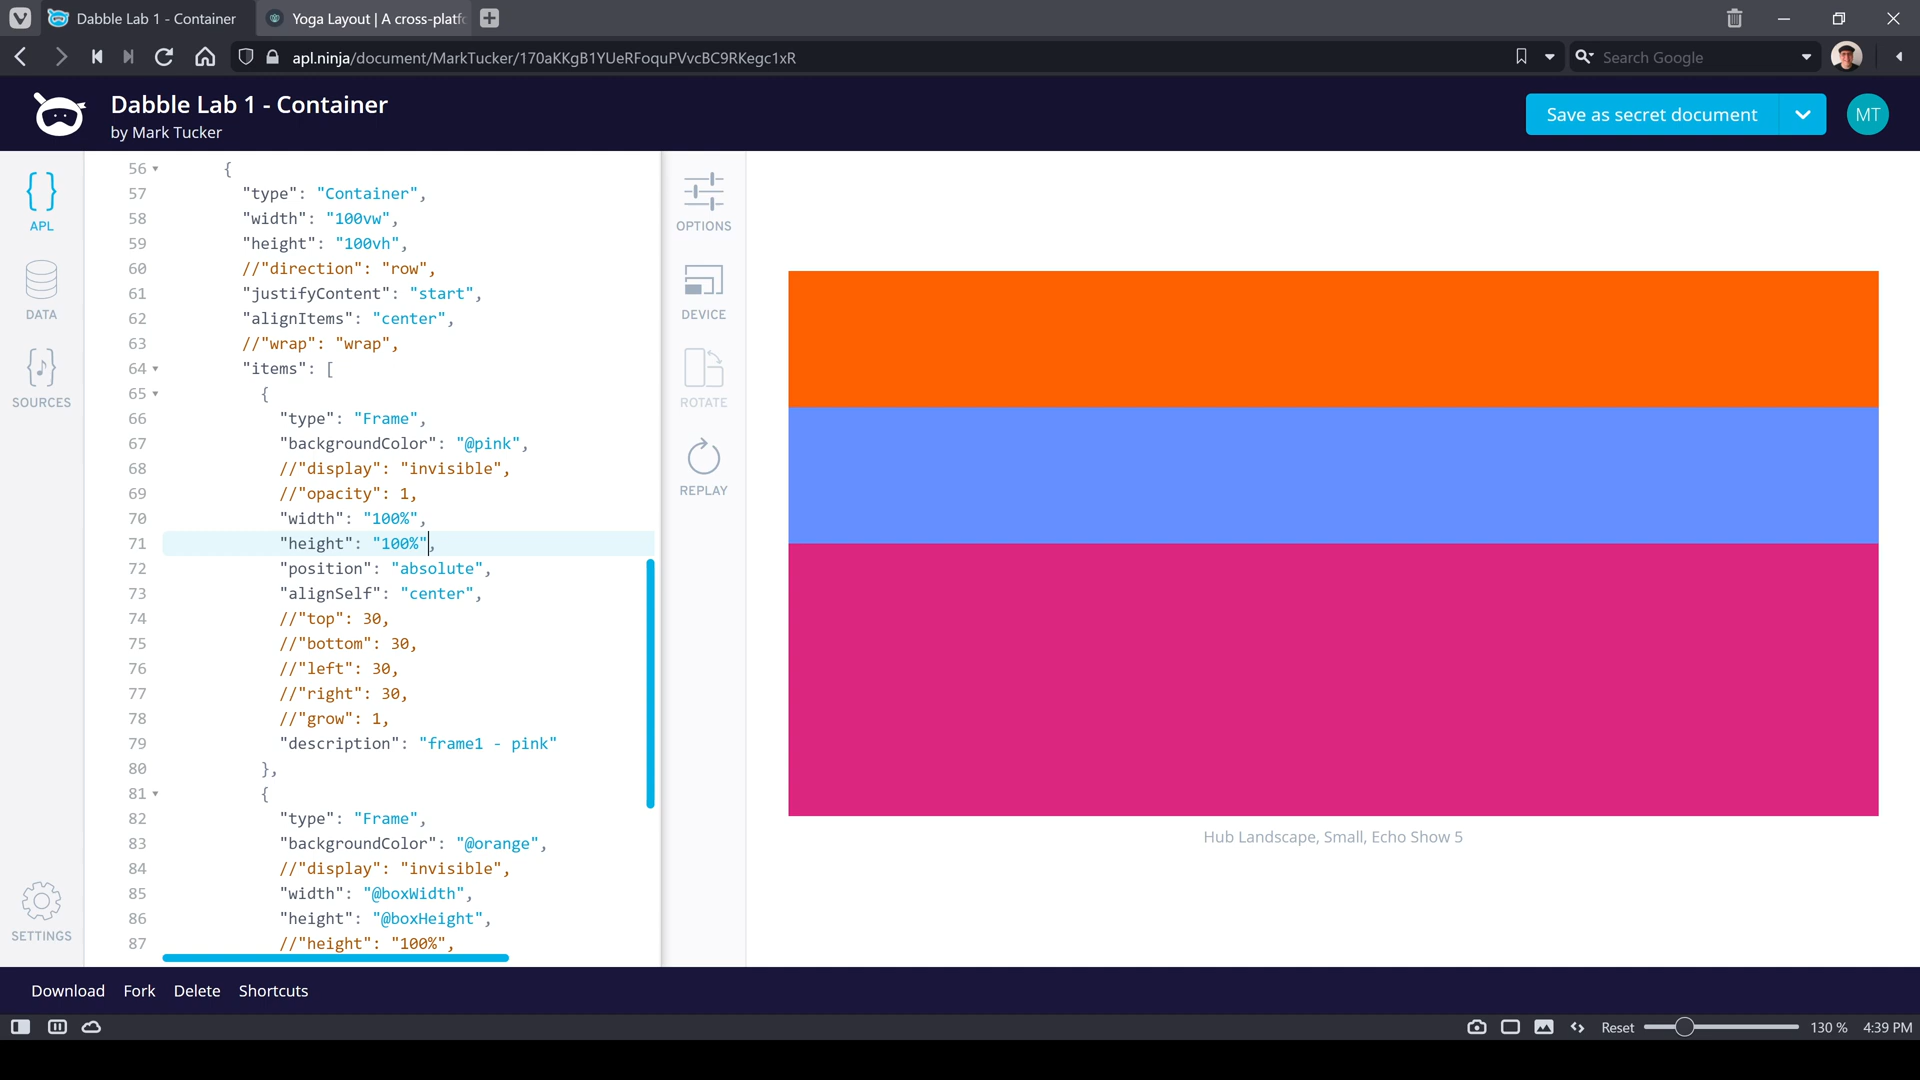 Dabble Lab 1 - Container
Yoga Layout | A cross-platf
apl.ninja/document/MarkTucker/170aKKgB1YUeRFoquPVvcBC9RKegc1xR
Search Google
Dabble Lab 1 - Container
by Mark Tucker
Save as secret document
MT
APL
DATA
SOURCES
SETTINGS
56 {
57 "type": "Container",
58 "width": "100vw",
59 "height": "100vh",
60 //"direction": "row",
61 "justifyContent": "start",
62 "alignItems": "center",
63 //"wrap": "wrap",
64 "items": [
65 {
66 "type": "Frame",
67 "backgroundColor": "@pink",
68 //"display": "invisible",
69 //"opacity": 1,
70 "width": "100%",
71 "height": "100%",
72 "position": "absolute",
73 "alignSelf": "center",
74 //"top": 30,
75 //"bottom": 30,
76 //"left": 30,
77 //"right": 30,
78 //"grow": 1,
79 "description": "frame1 - pink"
80 },
81 {
82 "type": "Frame",
83 "backgroundColor": "@orange",
84 //"display": "invisible",
85 "width": "@boxWidth",
86 "height": "@boxHeight",
87 //"height": "100%",
OPTIONS
DEVICE
ROTATE
REPLAY
Hub Landscape, Small, Echo Show 5
Download Fork Delete Shortcuts
Reset 130 % 4:39 PM